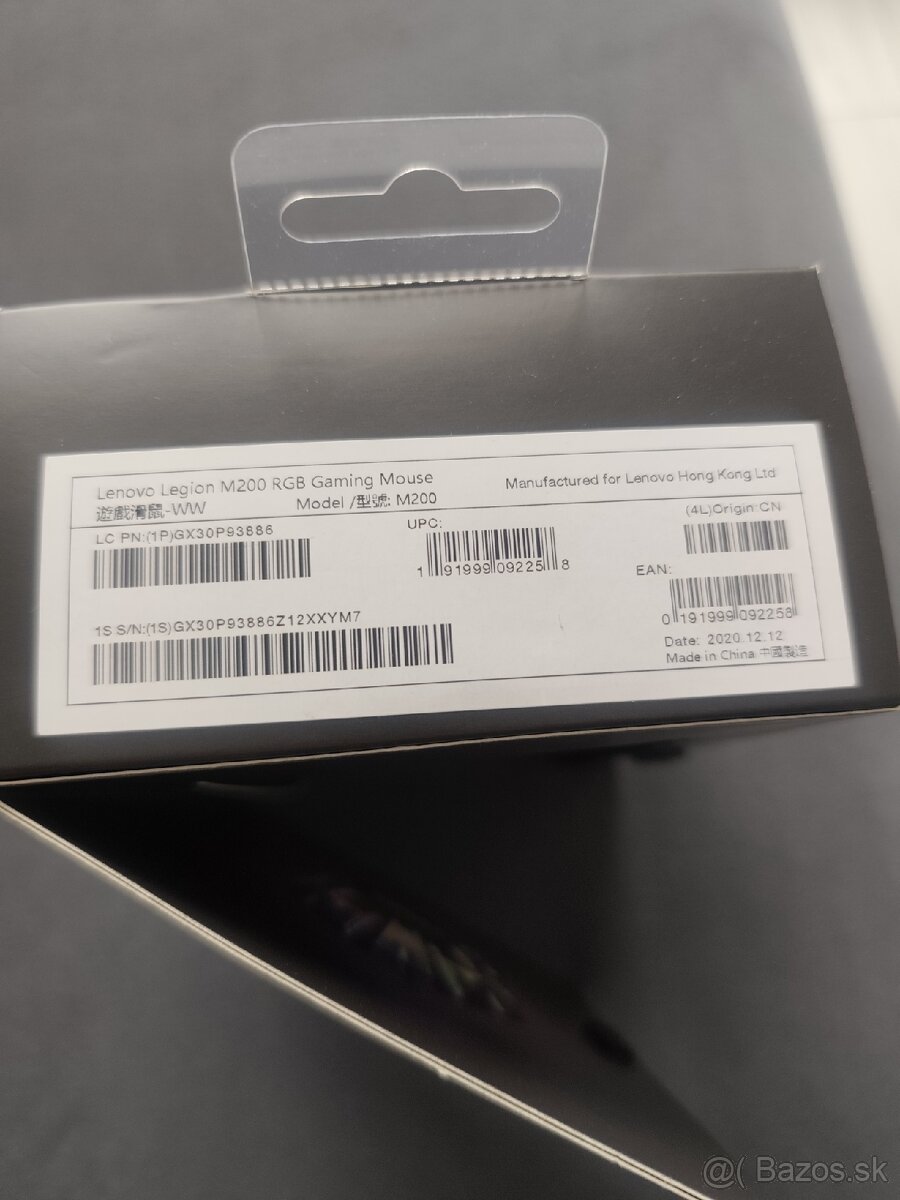 Lenovo Legion M200 RGB Gaming Mouse
遊戲滑鼠-WW
Model /型號: M200
Manufactured for Lenovo Hong Kong Ltd
LC PN:(1P)GX30P93886
UPC:
1 91999 09225 8
(4L)Origin:CN
EAN:
0 191999 092258
1S S/N:(1S)GX30P93886Z12XXYM7
Date: 2020.12.12
Made in China 中國製造
@( Bazos.sk